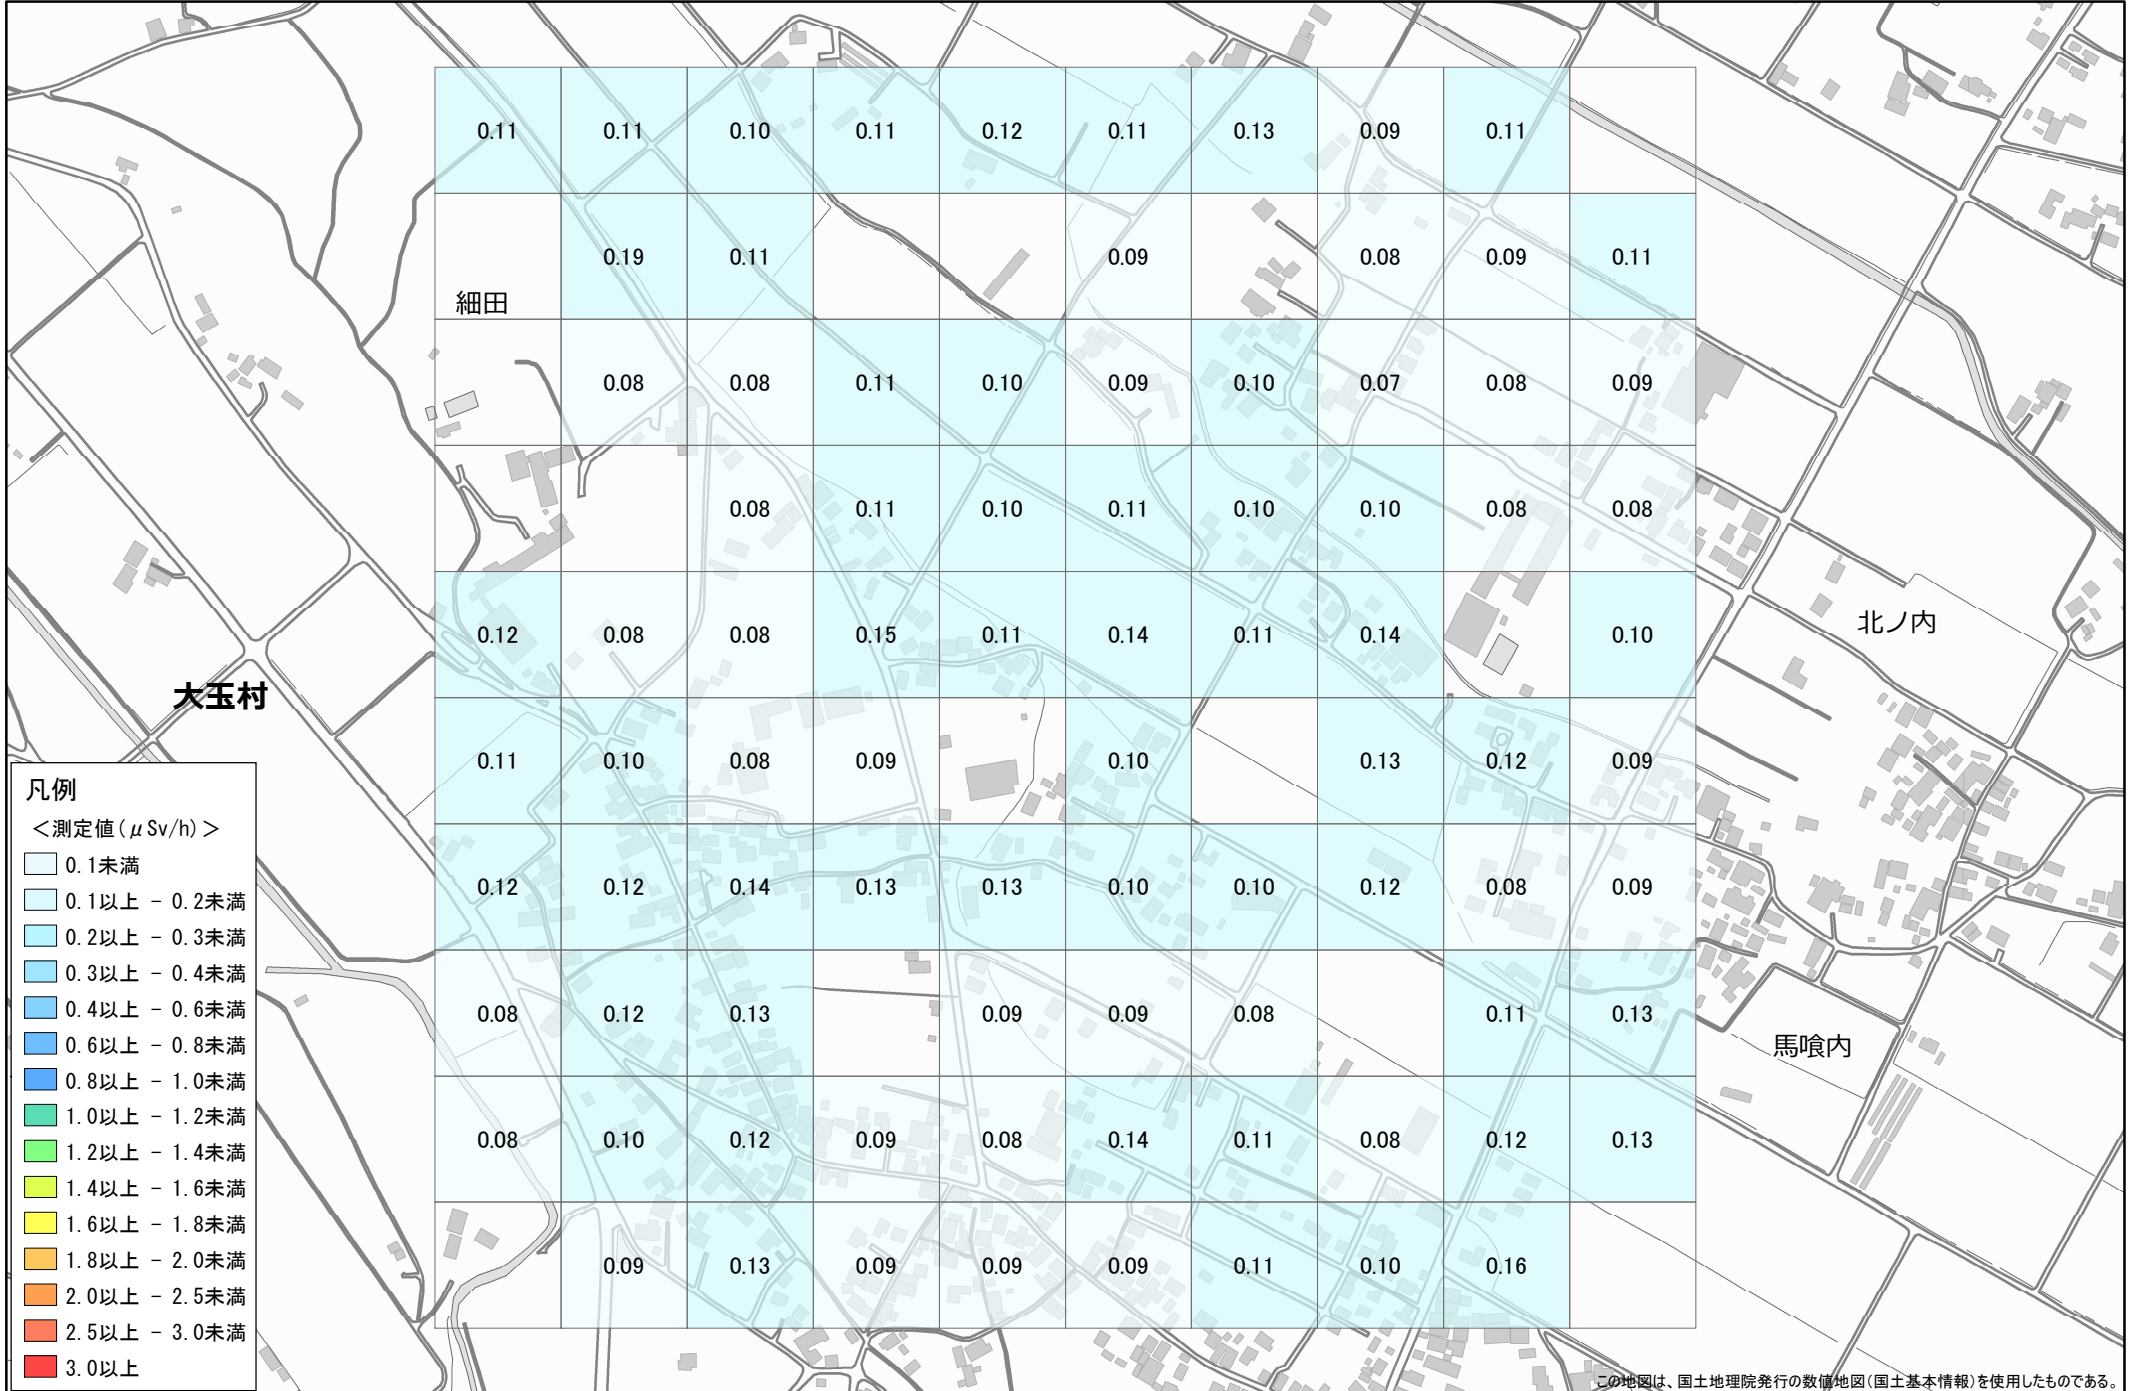 0.11 0.11 0.10 0.11 0.12 0.11 0.13 0.09 0.11
0.19 0.11 0.09 0.08 0.09 0.11
細田
0.08 0.08 0.11 0.10 0.09 0.10 0.07 0.08 0.09
0.08 0.11 0.10 0.11 0.10 0.10 0.08 0.08
0.12 0.08 0.08 0.15 0.11 0.14 0.11 0.14 0.10
北ノ内
大玉村
0.11 0.10 0.08 0.09 0.10 0.13 0.12 0.09
0.12 0.12 0.14 0.13 0.13 0.10 0.10 0.12 0.08 0.09
0.08 0.12 0.13 0.09 0.09 0.08 0.11 0.13
馬喰内
0.08 0.10 0.12 0.09 0.08 0.14 0.11 0.08 0.12 0.13
0.09 0.13 0.09 0.09 0.09 0.11 0.10 0.16
凡例
＜測定値(μSv/h)＞
0.1未満
0.1以上 - 0.2未満
0.2以上 - 0.3未満
0.3以上 - 0.4未満
0.4以上 - 0.6未満
0.6以上 - 0.8未満
0.8以上 - 1.0未満
1.0以上 - 1.2未満
1.2以上 - 1.4未満
1.4以上 - 1.6未満
1.6以上 - 1.8未満
1.8以上 - 2.0未満
2.0以上 - 2.5未満
2.5以上 - 3.0未満
3.0以上
この地図は、国土地理院発行の数値地図(国土基本情報)を使用したものである。